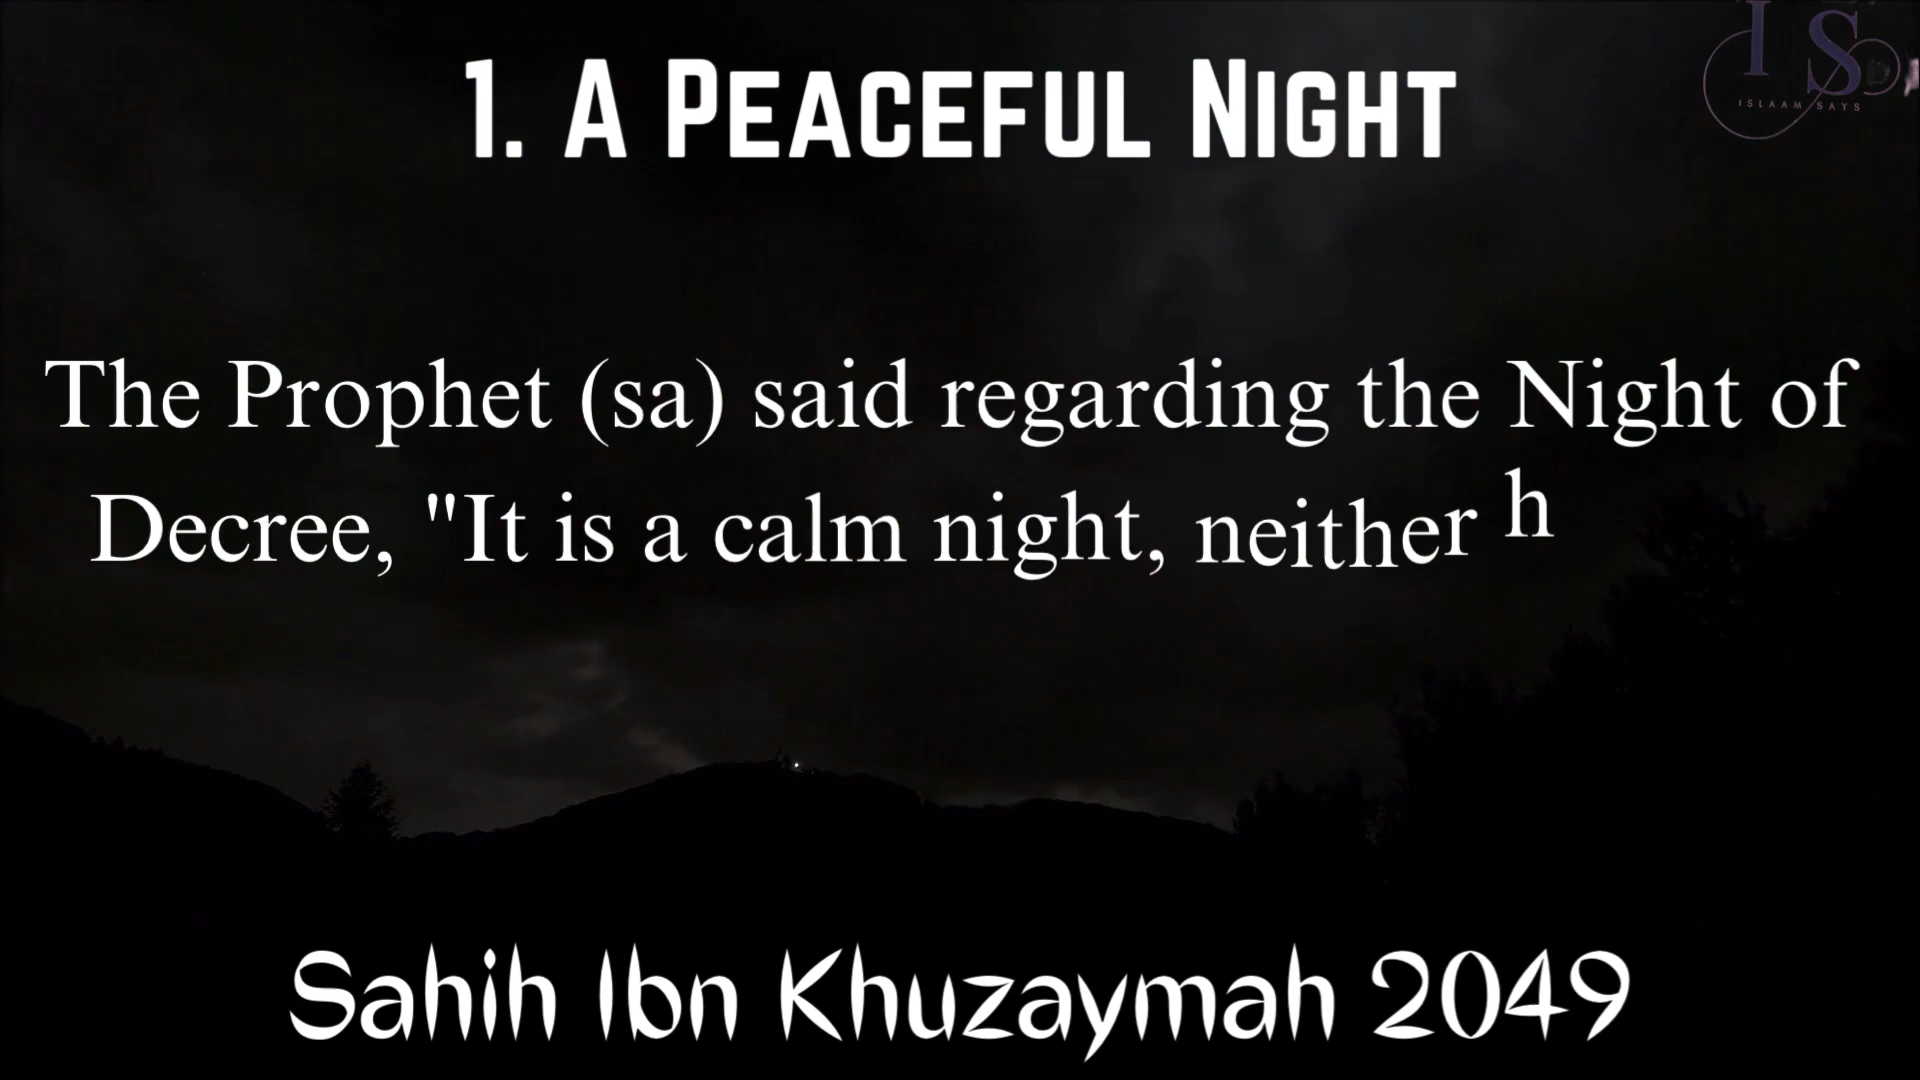 1. A PEACEFUL NIGHT
IS
ISLAAM SAYS
The Prophet (sa) said regarding the Night of
Decree, "It is a calm night, neither h
Sahih Ibn Khuzaymah 2049